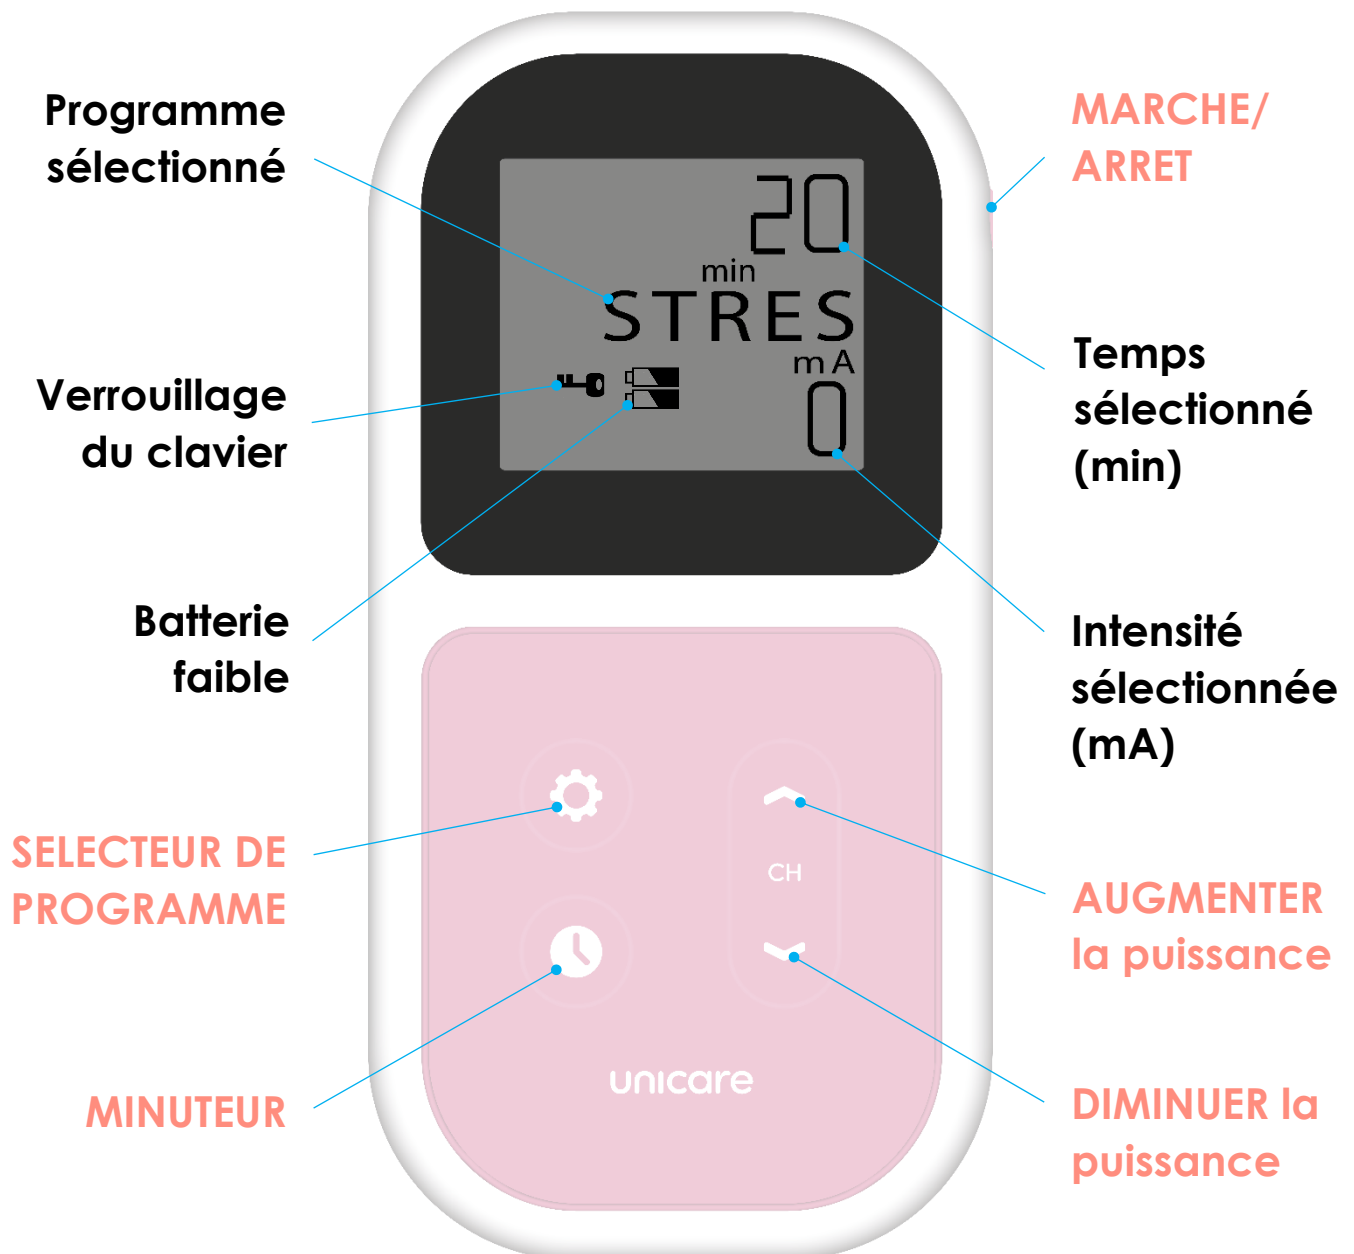 Programme
sélectionné
MARCHE/
ARRET
20
min
STRES
mA
0
Verrouillage
du clavier
Temps
sélectionné
(min)
Batterie
faible
Intensité
sélectionnée
(mA)
SELECTEUR DE
PROGRAMME
CH
AUGMENTER
la puissance
MINUTEUR
unicare
DIMINUER la
puissance